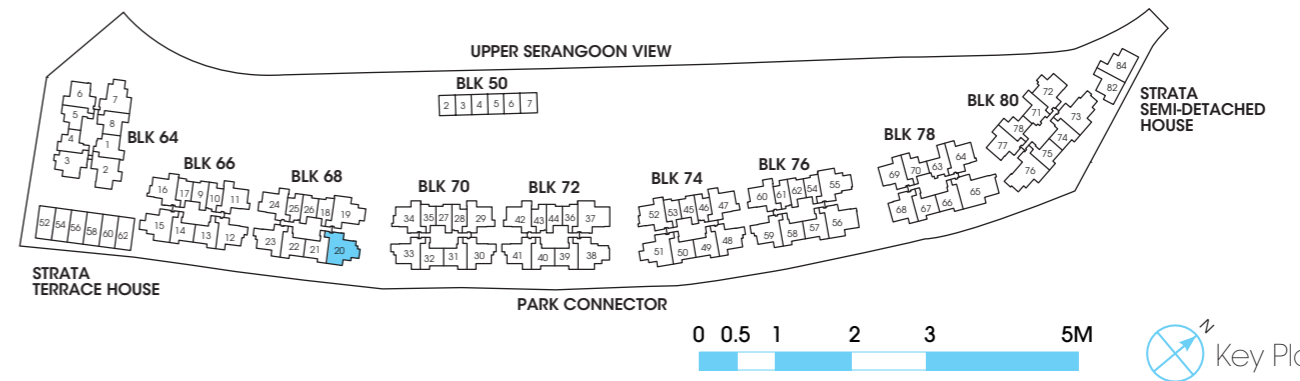 UPPER SERANGOON VIEW
BLK 50
2 3 4 5 6 7
84
82
STRATA
SEMI-DETACHED
HOUSE
BLK 80
72
71
73
78
74
77
75
76
6
7
5
8
4
1
3
2
BLK 64
BLK 66
16 17 9 10 11
15 14 13 12
BLK 68
24 25 26 18 19
23 22 21 20
BLK 70
34 35 27 28 29
33 32 31 30
BLK 72
42 43 44 36 37
41 40 39 38
BLK 74
52 53 45 46 47
51 50 49 48
BLK 76
60 61 62 54 55
59 58 57 56
BLK 78
69 70 63 64
68 67 66 65
52 54 56 58 60 62
STRATA
TERRACE HOUSE
PARK CONNECTOR
0 0.5 1 2 3 5M
N
Key Pla